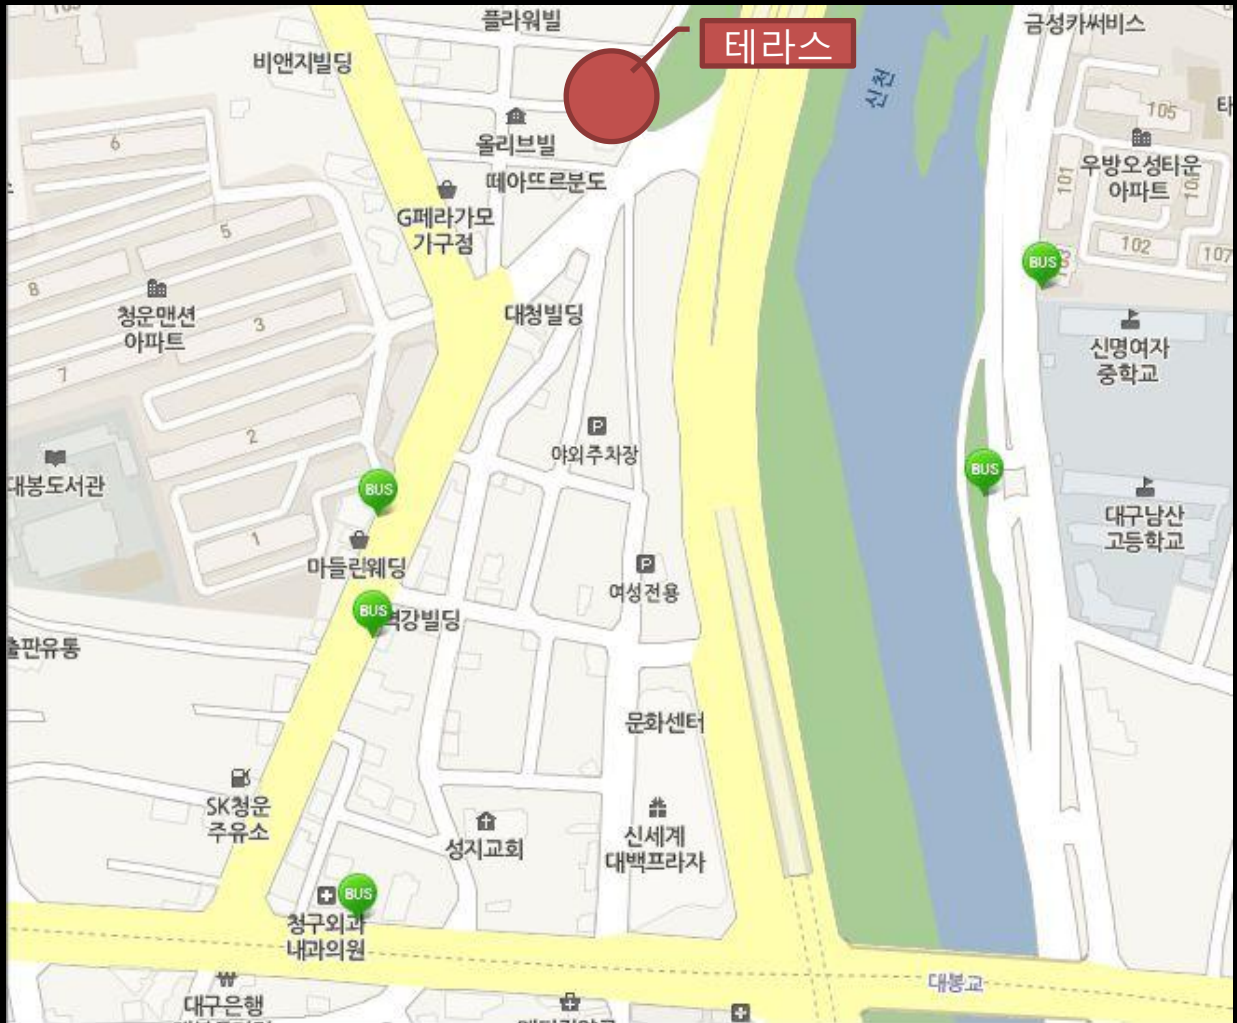 플라워빌
금성카써비스
테라스
비앤지빌딩
신천
105
6
올리브빌
우방오성타운
아파트
101
떼아뜨르분도
G페라가모
가구점
5
102
107
BUS
8
청운맨션
아파트
3
대청빌딩
신명여자
중학교
7
2
P
야외주차장
대봉도서관
BUS
BUS
대구남산
고등학교
1
마들린웨딩
P
여성전용
BUS
출판유통
문화센터
SK청운
주유소
성지교회
신세계
대백프라자
BUS
청구외과
내과의원
대봉교
대구은행